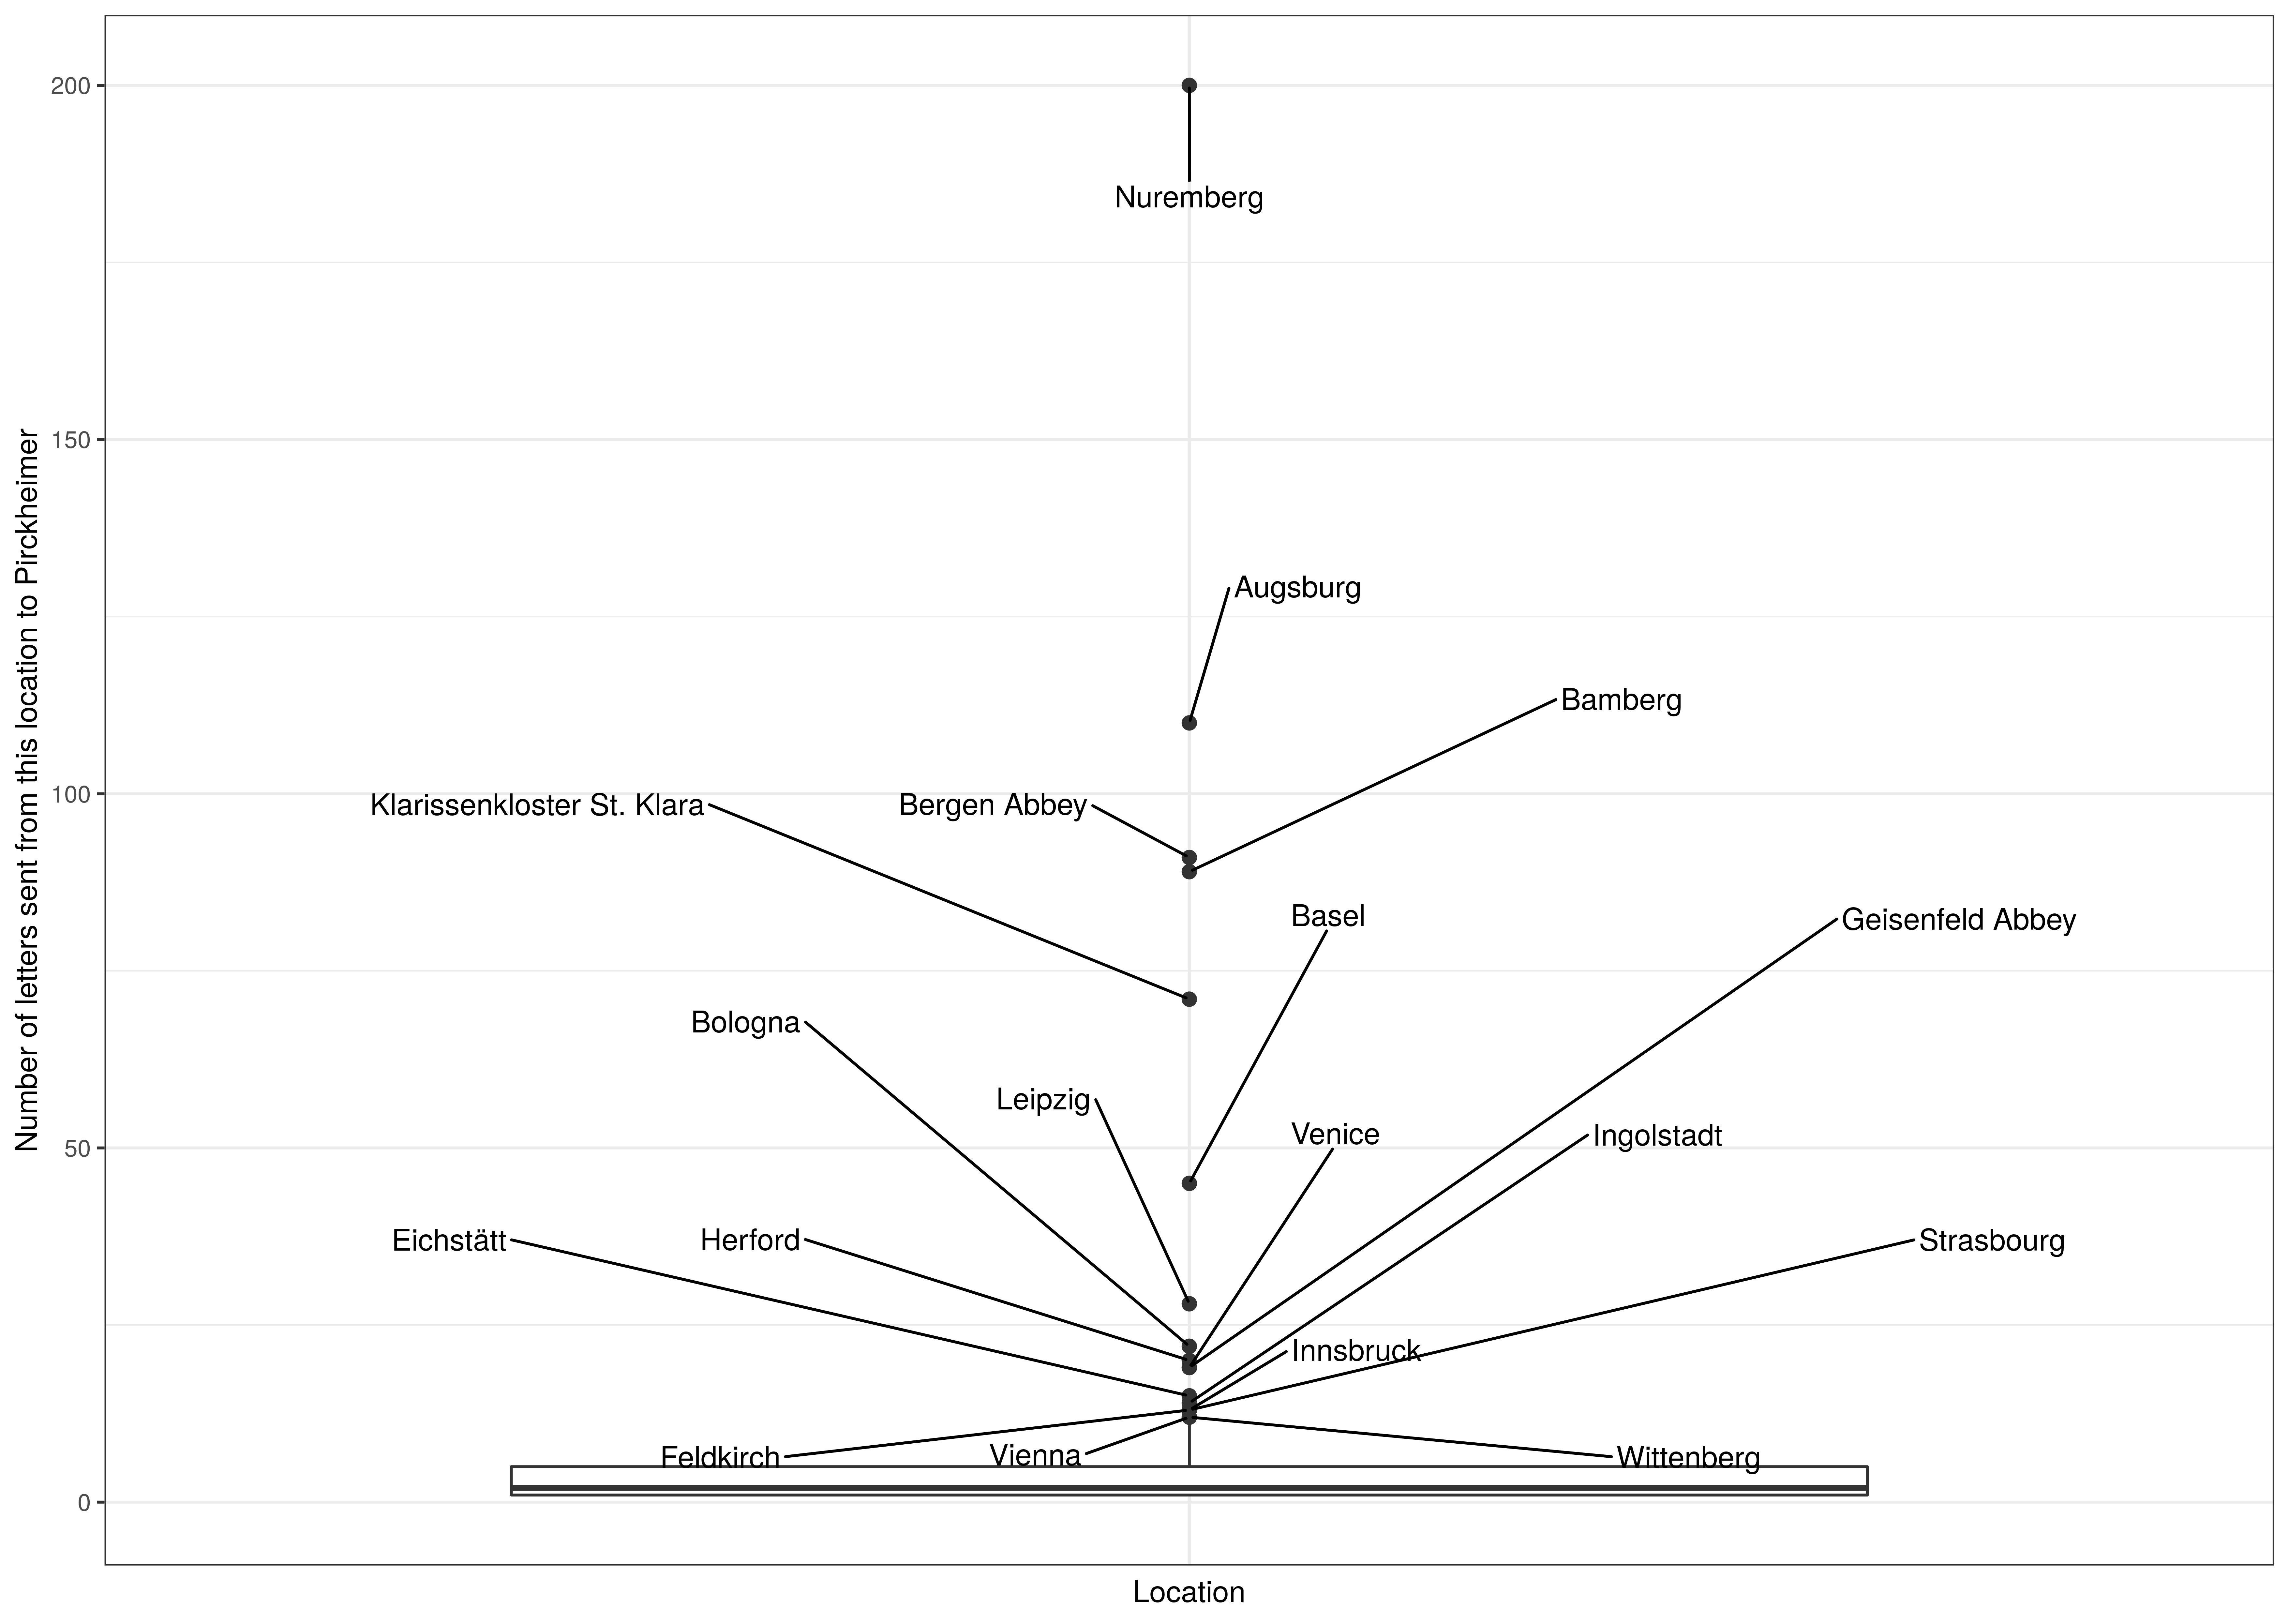 200
Nuremberg
150
Augsburg
Bamberg
100
Klarissenkloster St. Klara
Bergen Abbey
Basel
Geisenfeld Abbey
Bologna
Leipzig
Venice
Ingolstadt
50
Eichstätt
Herford
Strasbourg
Innsbruck
Feldkirch
Vienna
Wittenberg
0
Number of letters sent from this location to Pirckheimer
Location